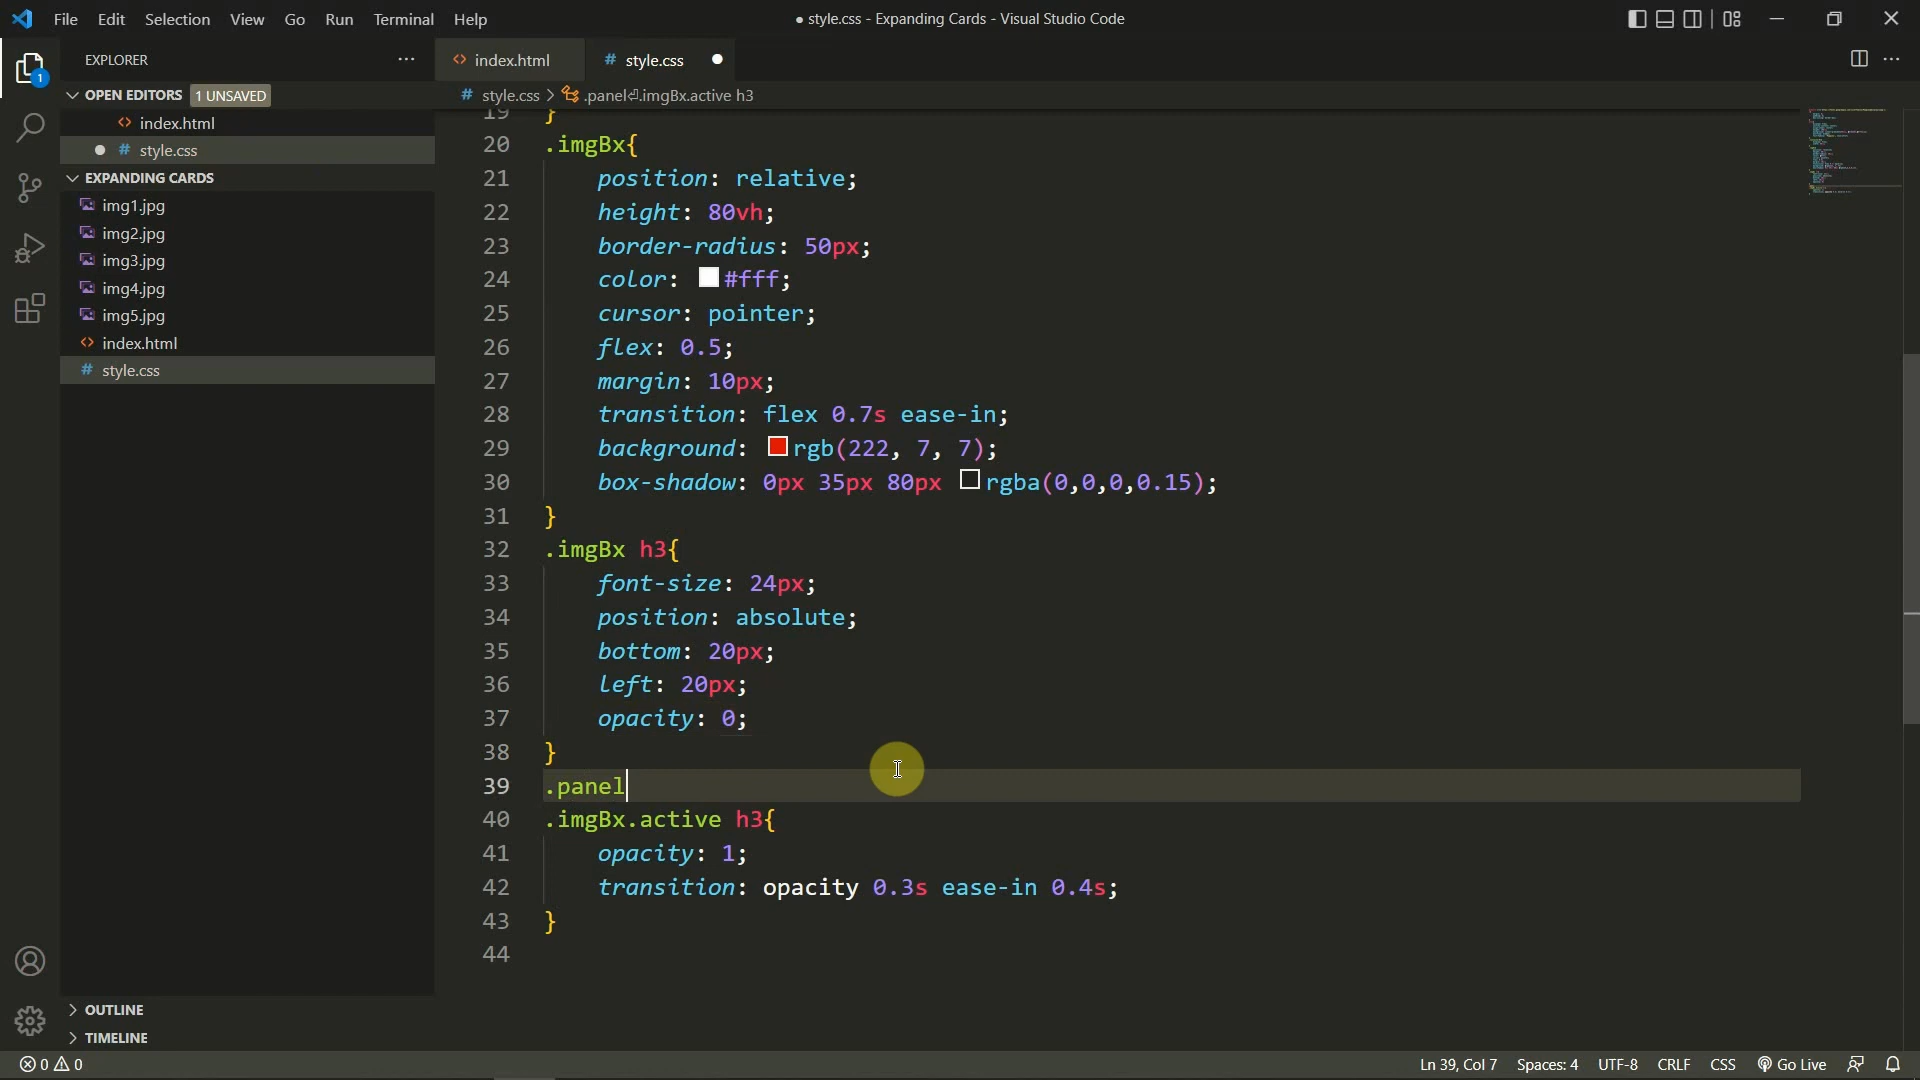 File Edit Selection View Go Run Terminal Help
● style.css - Expanding Cards - Visual Studio Code
EXPLORER
index.html
# style.css
1
OPEN EDITORS 1 UNSAVED
index.html
# style.css
EXPANDING CARDS
img1.jpg
img2.jpg
img3.jpg
img4.jpg
img5.jpg
index.html
# style.css
OUTLINE
TIMELINE
# style.css > .panel⏎.imgBx.active h3
19 }
20 .imgBx{
21 position: relative;
22 height: 80vh;
23 border-radius: 50px;
24 color: #fff;
25 cursor: pointer;
26 flex: 0.5;
27 margin: 10px;
28 transition: flex 0.7s ease-in;
29 background: rgb(222, 7, 7);
30 box-shadow: 0px 35px 80px rgba(0,0,0,0.15);
31 }
32 .imgBx h3{
33 font-size: 24px;
34 position: absolute;
35 bottom: 20px;
36 left: 20px;
37 opacity: 0;
38 }
39 .panel
40 .imgBx.active h3{
41 opacity: 1;
42 transition: opacity 0.3s ease-in 0.4s;
43 }
44
0 0
Ln 39, Col 7 Spaces: 4 UTF-8 CRLF CSS Go Live